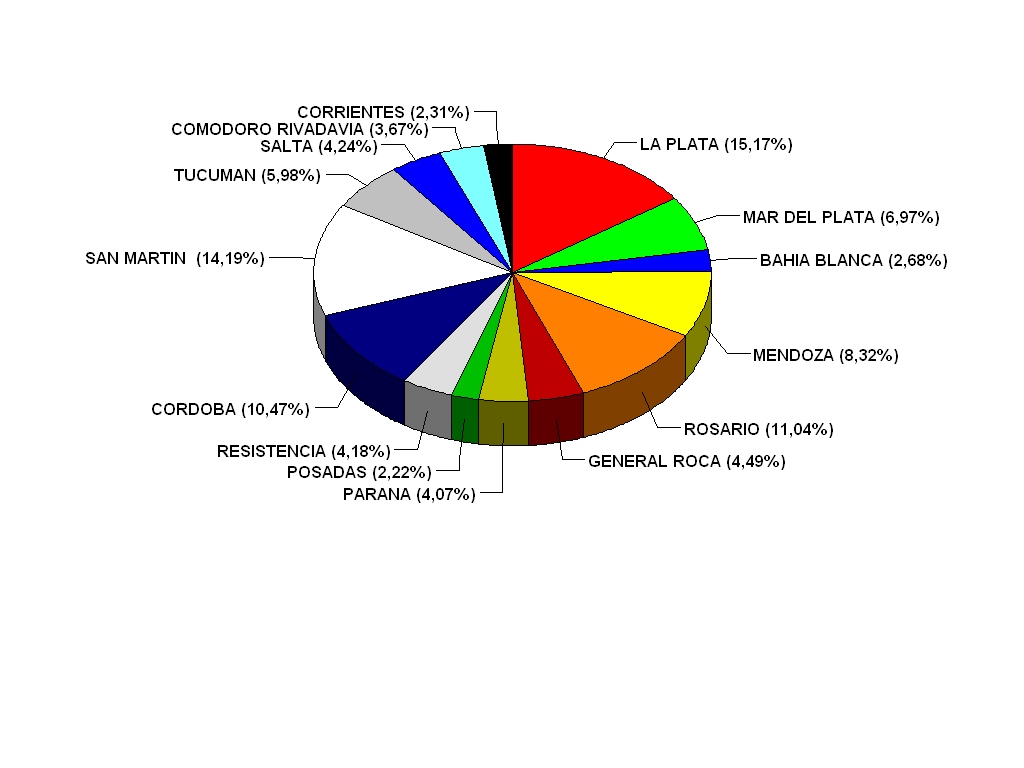 CORRIENTES (2,31%)
COMODORO RIVADAVIA (3,67%)
SALTA (4,24%)
LA PLATA (15,17%)
TUCUMAN (5,98%)
MAR DEL PLATA (6,97%)
SAN MARTIN  (14,19%)
BAHIA BLANCA (2,68%)
MENDOZA (8,32%)
CORDOBA (10,47%)
ROSARIO (11,04%)
RESISTENCIA (4,18%)
GENERAL ROCA (4,49%)
POSADAS (2,22%)
PARANA (4,07%)